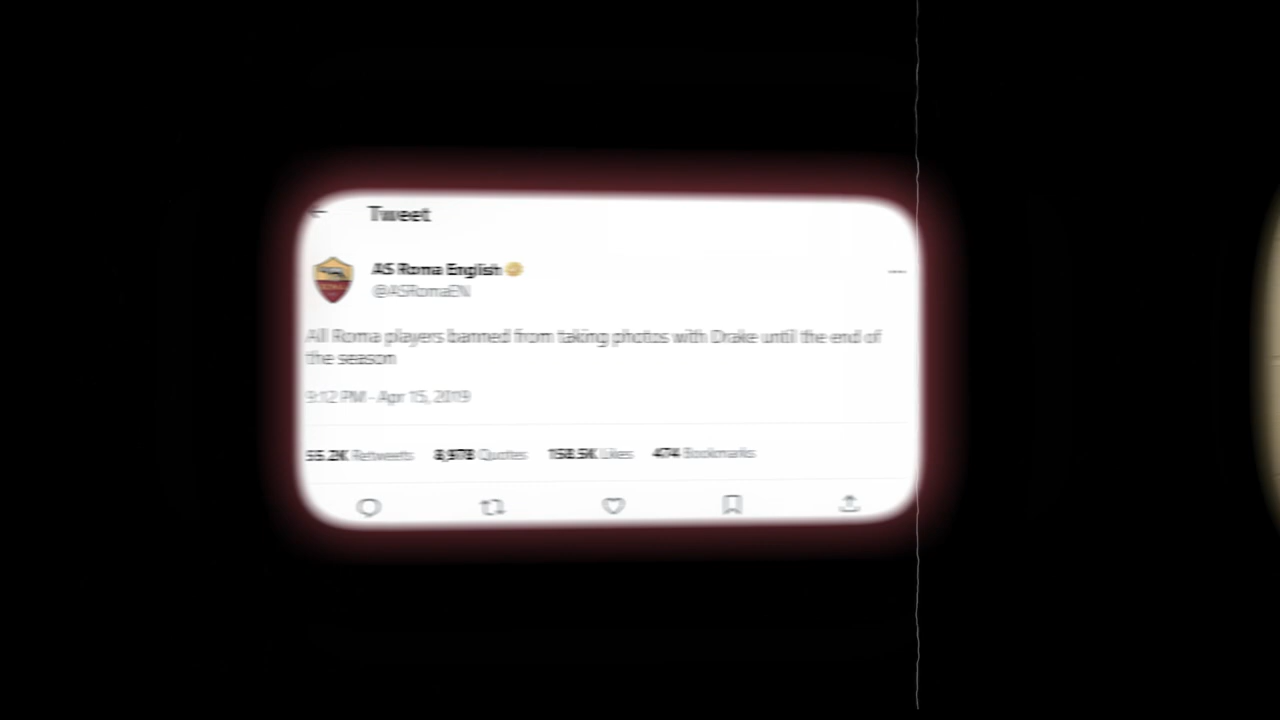 Tweet
AS Roma English
@ASRomaEN
All Roma players banned from taking photos with Drake until the end of
the season
9:12 PM - Apr 15, 2019
55.2K Retweets 8,978 Quotes 158.5K Likes 474 Bookmarks